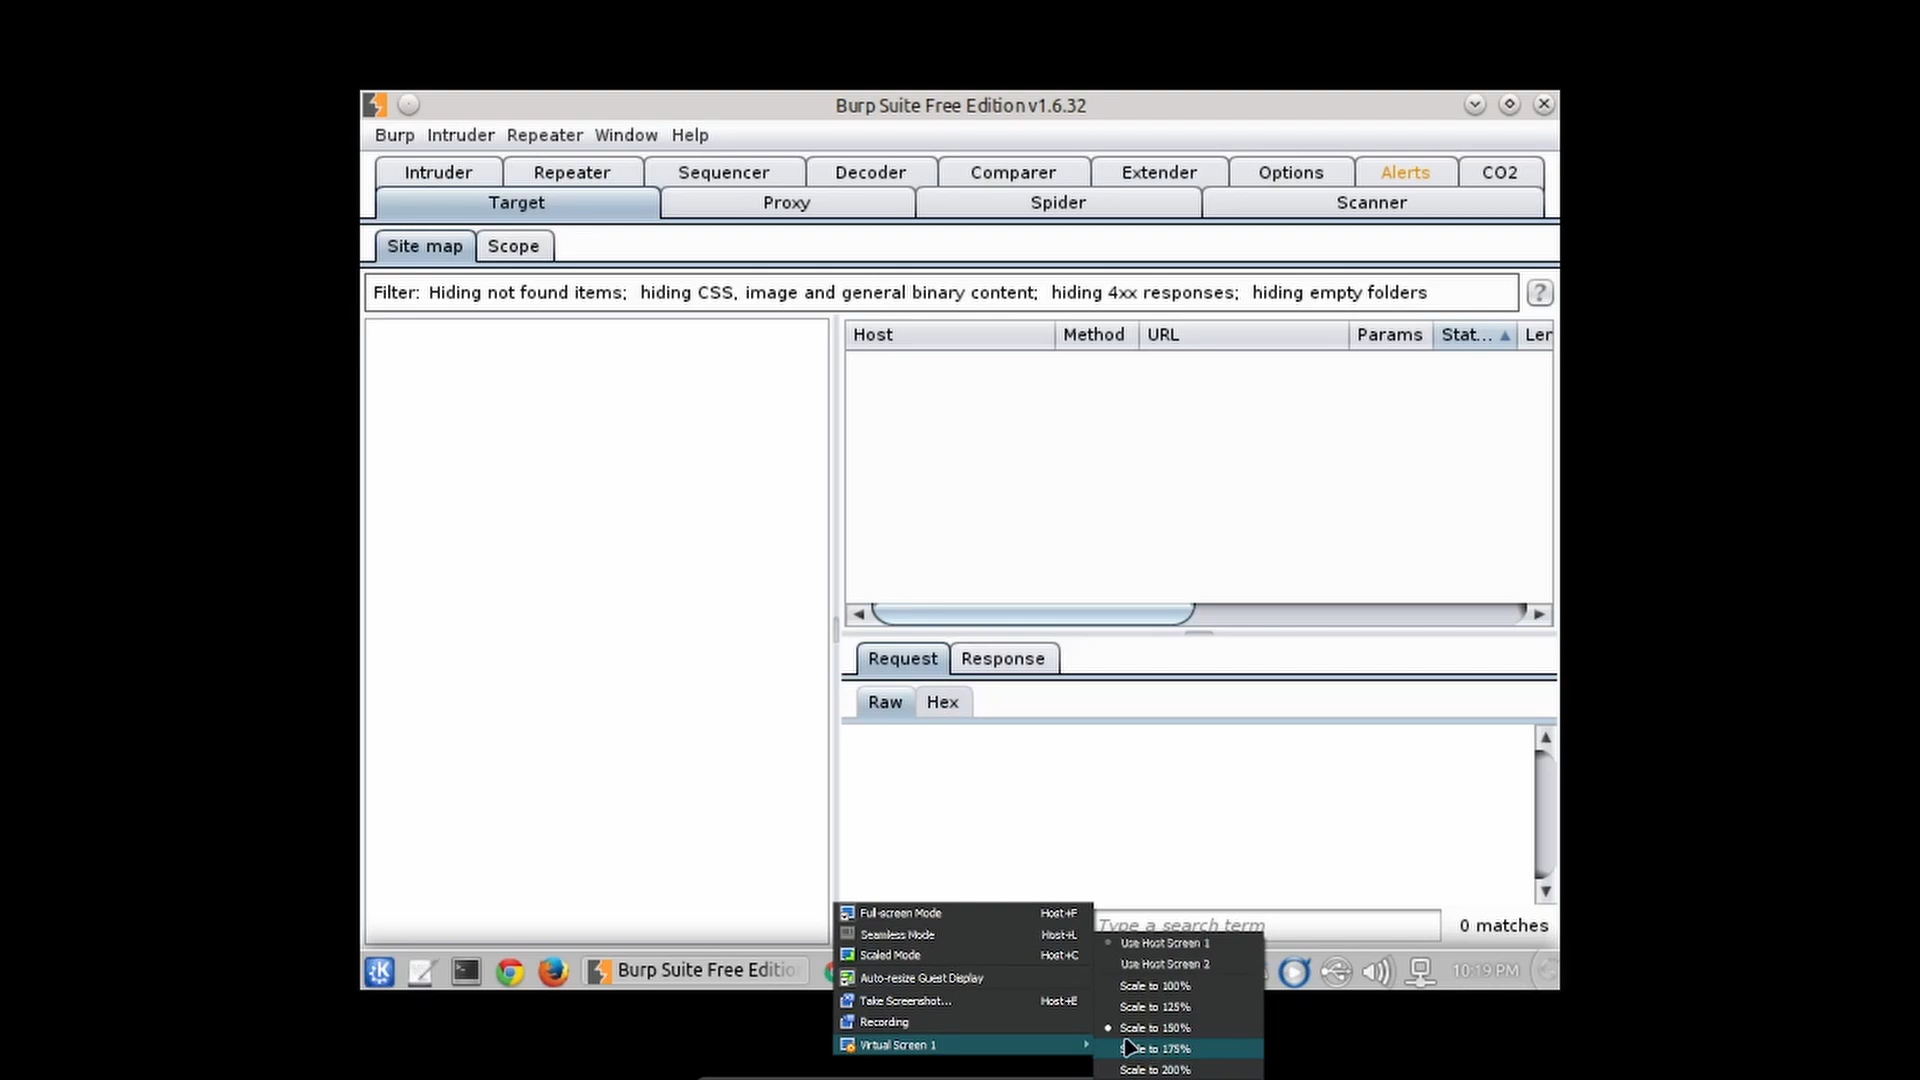 Burp Suite Free Edition v1.6.32
Burp Intruder Repeater Window Help
Intruder Repeater Sequencer Decoder Comparer Extender Options Alerts CO2
Target Proxy Spider Scanner
Site map Scope
Filter: Hiding not found items; hiding CSS, image and general binary content; hiding 4xx responses; hiding empty folders ?
Host Method URL Params Stat... Ler
Request Response
Raw Hex
Type a search term 0 matches
Full-screen Mode Host+F
Seamless Mode Host+L
Scaled Mode Host+C
Auto-resize Guest Display
Take Screenshot... Host+E
Recording
Virtual Screen 1
Use Host Screen 1
Use Host Screen 2
Scale to 100%
Scale to 125%
Scale to 150%
to 175%
Scale to 200%
Burp Suite Free Editio 10:19 PM